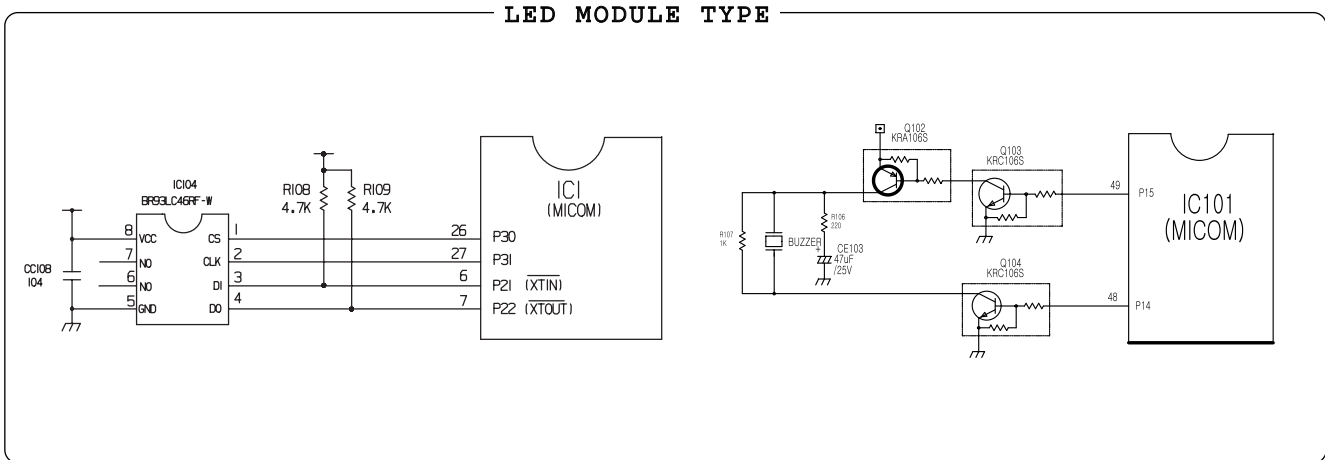 LED MODULE TYPE
IC104
BR93LC46RF-W
8 VCC CS 1
7 NO CLK 2
6 NO DI 3
5 GND DO 4
CC108
104
R108
4.7K
R109
4.7K
IC1
(MICOM)
26 P30
27 P31
6 P21 (XTIN)
7 P22 (XTOUT)
Q102
KRA106S
Q103
KRC106S
49 P15
IC101
(MICOM)
R107
1K
BUZZER
R106
220
+
CE103
47uF
/25V
Q104
KRC106S
48 P14